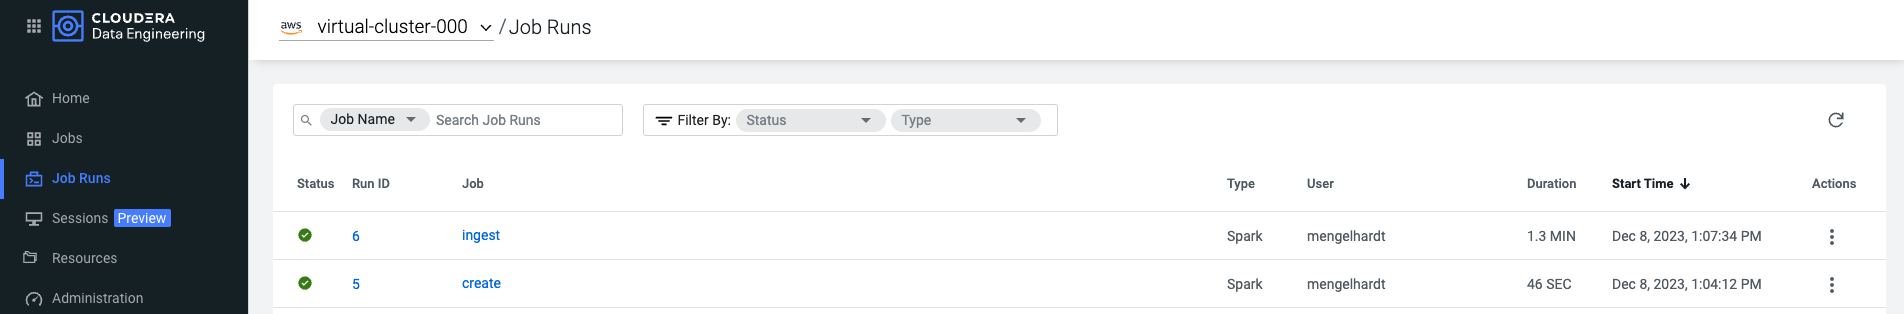 CLOUDERA
Data Engineering
Home
Jobs
Job Runs
Sessions Preview
Resources
Administration
aws virtual-cluster-000 / Job Runs
Job Name Search Job Runs Filter By: Status Type
Status Run ID Job Type User Duration Start Time Actions
6 ingest Spark mengelhardt 1.3 MIN Dec 8, 2023, 1:07:34 PM
5 create Spark mengelhardt 46 SEC Dec 8, 2023, 1:04:12 PM